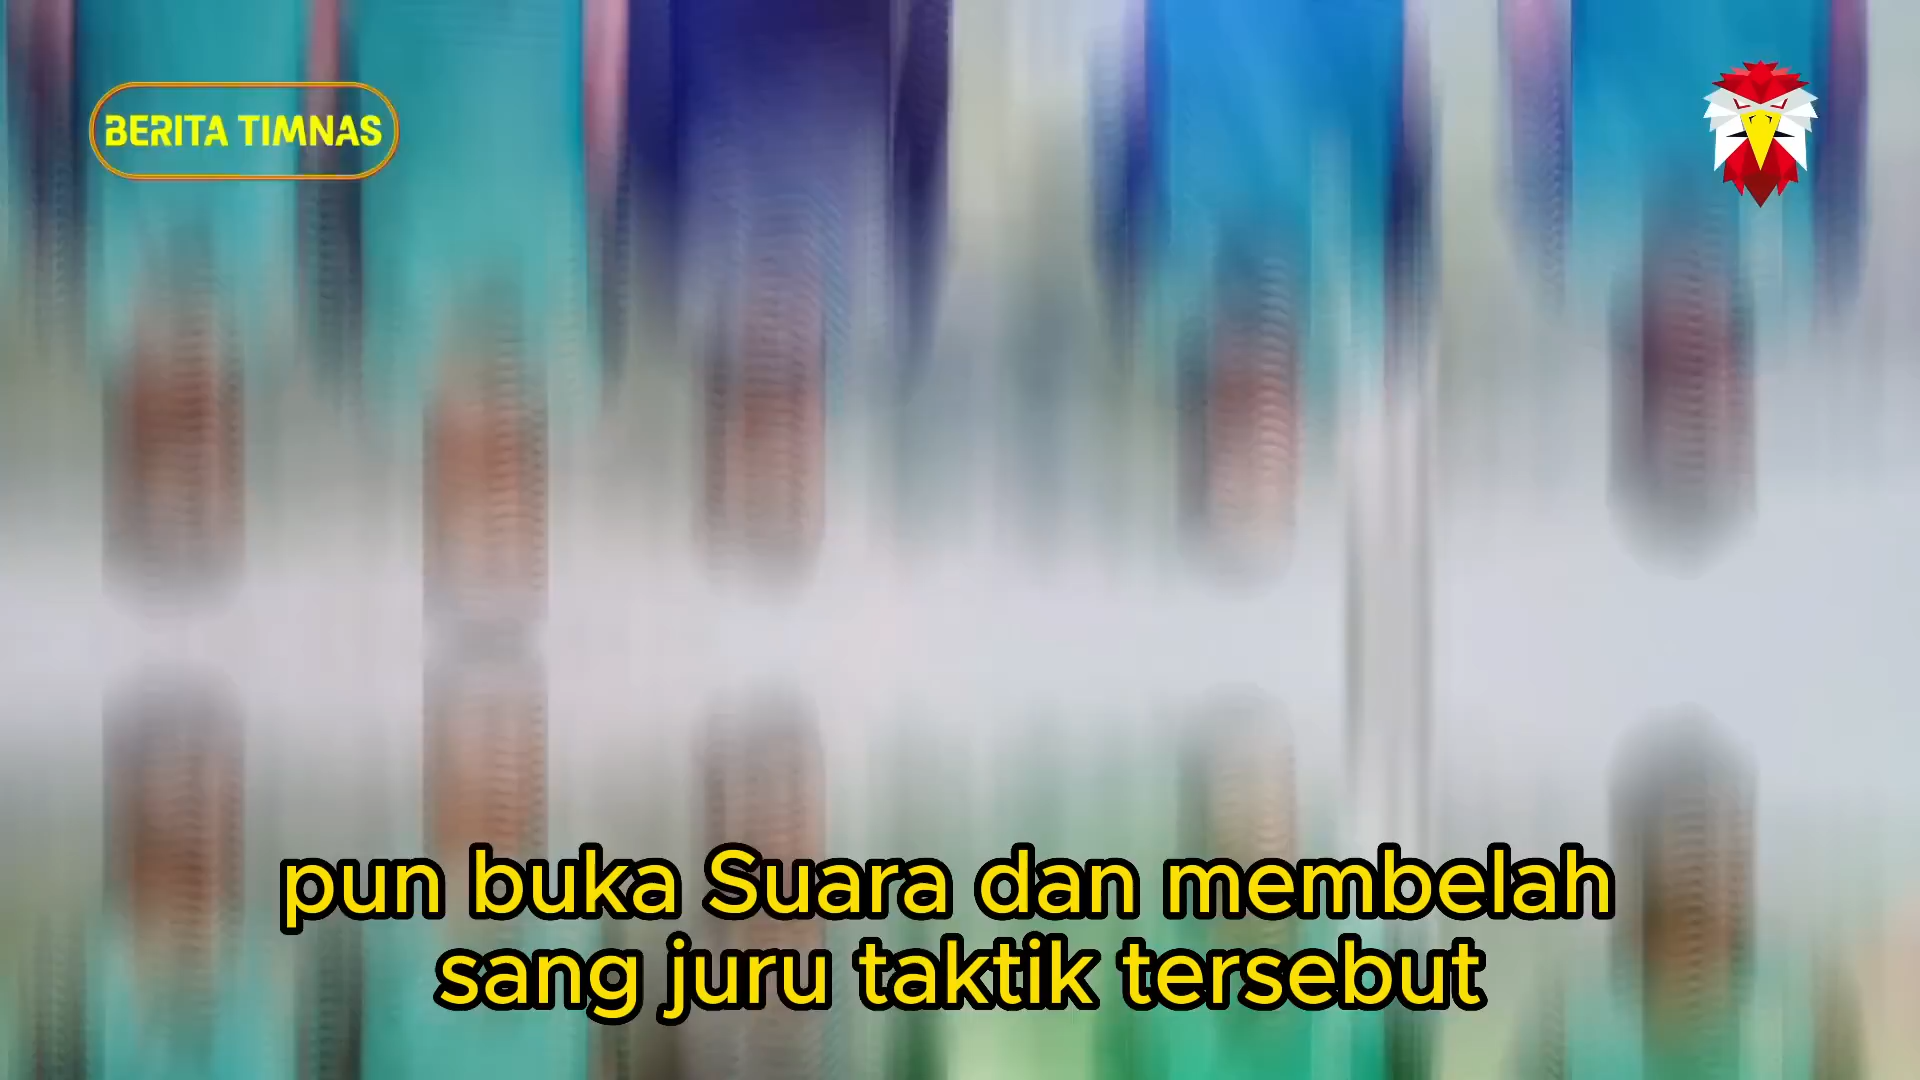 BERITA TIMNAS
pun buka Suara dan membelah
sang juru taktik tersebut